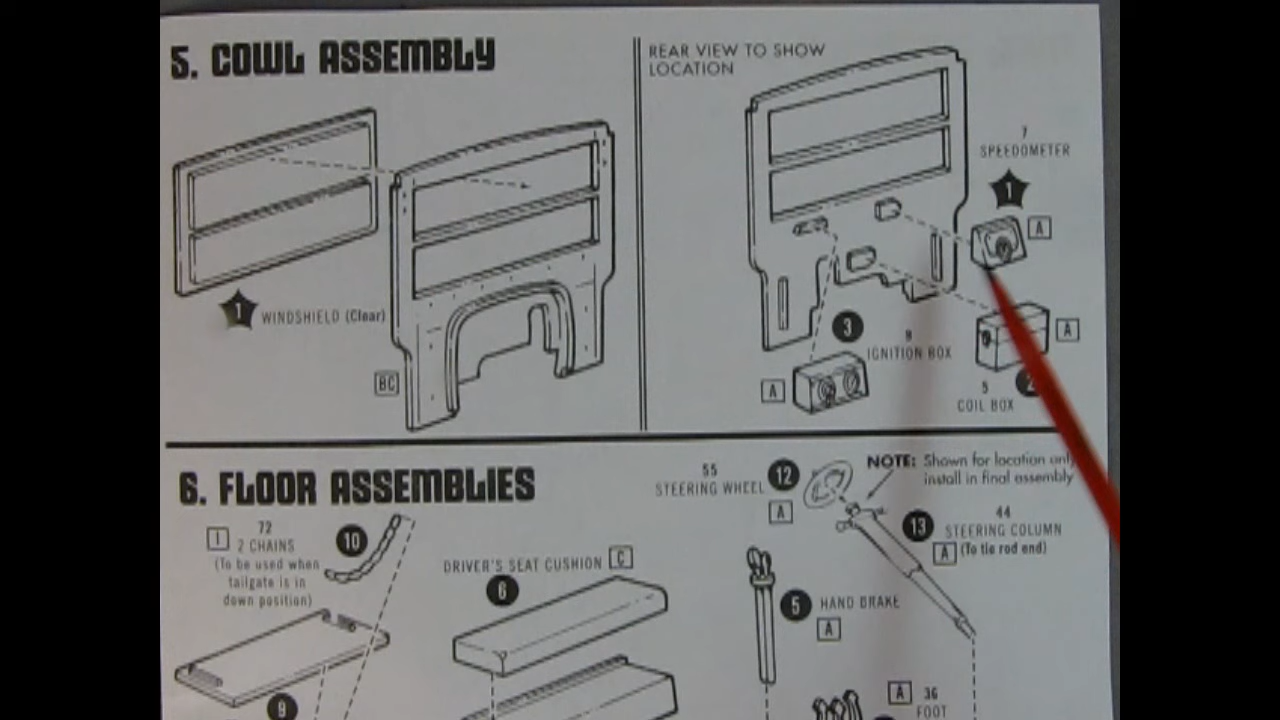 5. COWL ASSEMBLY
REAR VIEW TO SHOW
LOCATION
7
SPEEDOMETER
1
A
1
WINDSHIELD (Clear)
BC
3
9
IGNITION BOX
A
A
5
2
COIL BOX
6. FLOOR ASSEMBLIES
55
STEERING WHEEL
12
A
NOTE: Shown for location only
install in final assembly
13
44
STEERING COLUMN
A
(To tie rod end)
I
72
2 CHAINS
(To be used when
tailgate is in
down position)
10
DRIVER'S SEAT CUSHION
C
6
5
HAND BRAKE
A
9
A
36
FOOT